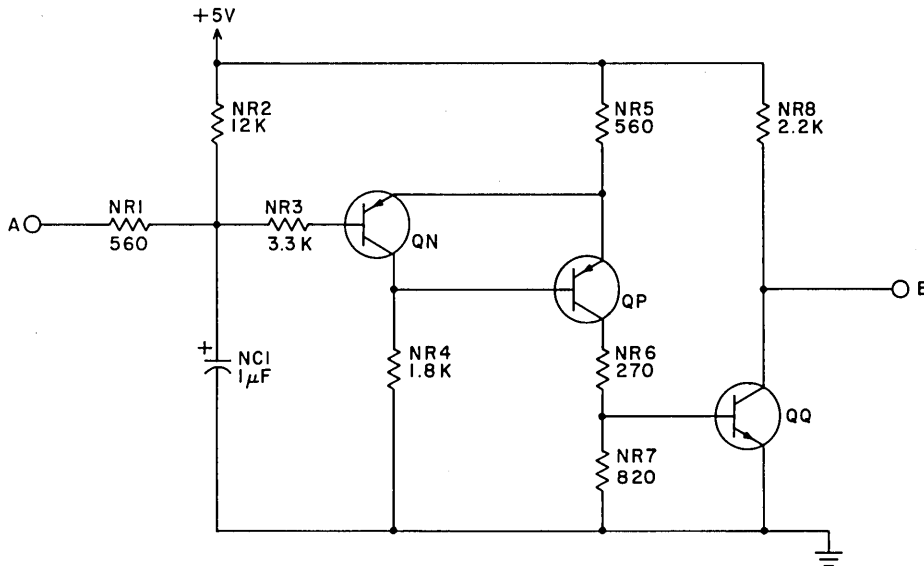 +5V
NR2
12K
NR5
560
NR8
2.2K
A
NR1
560
NR3
3.3K
QN
QP
B
+
NC1
1µF
NR4
1.8K
NR6
270
QQ
NR7
820